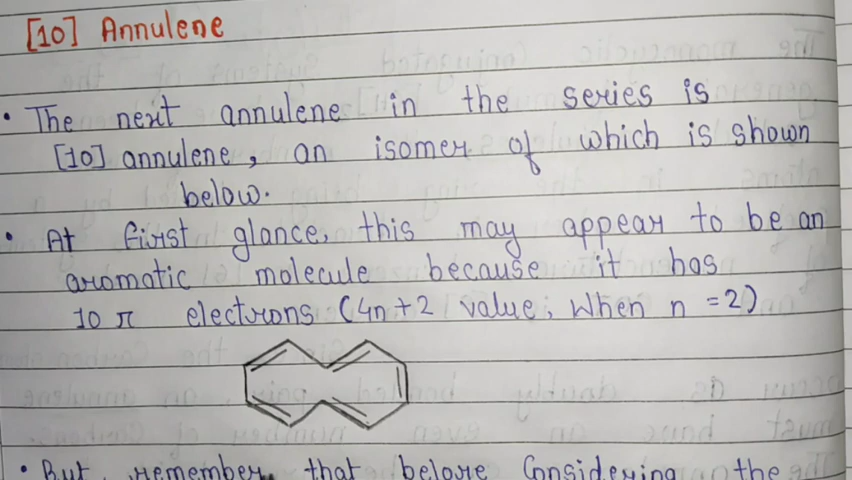 [10] Annulene
• The next annulene in the series is
[10] annulene, an isomer of which is shown
below.
• At first glance, this may appear to be an
aromatic molecule because it has
10 π electrons (4n+2 value; when n = 2)
• But remember that before Considering the